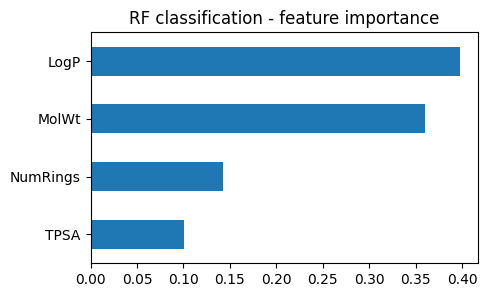 RF classification - feature importance
LogP
MolWt
NumRings
TPSA
0.00 0.05 0.10 0.15 0.20 0.25 0.30 0.35 0.40